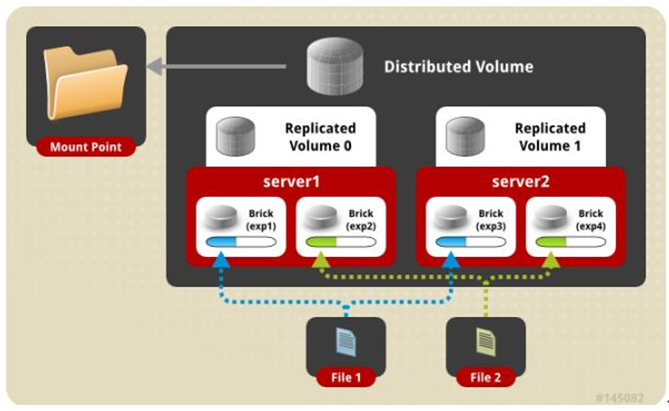 Distributed Volume
Mount Point
Replicated
Volume 0
Replicated
Volume 1
server1
server2
Brick
(exp1)
Brick
(exp2)
Brick
(exp3)
Brick
(exp4)
File 1
File 2
#145082